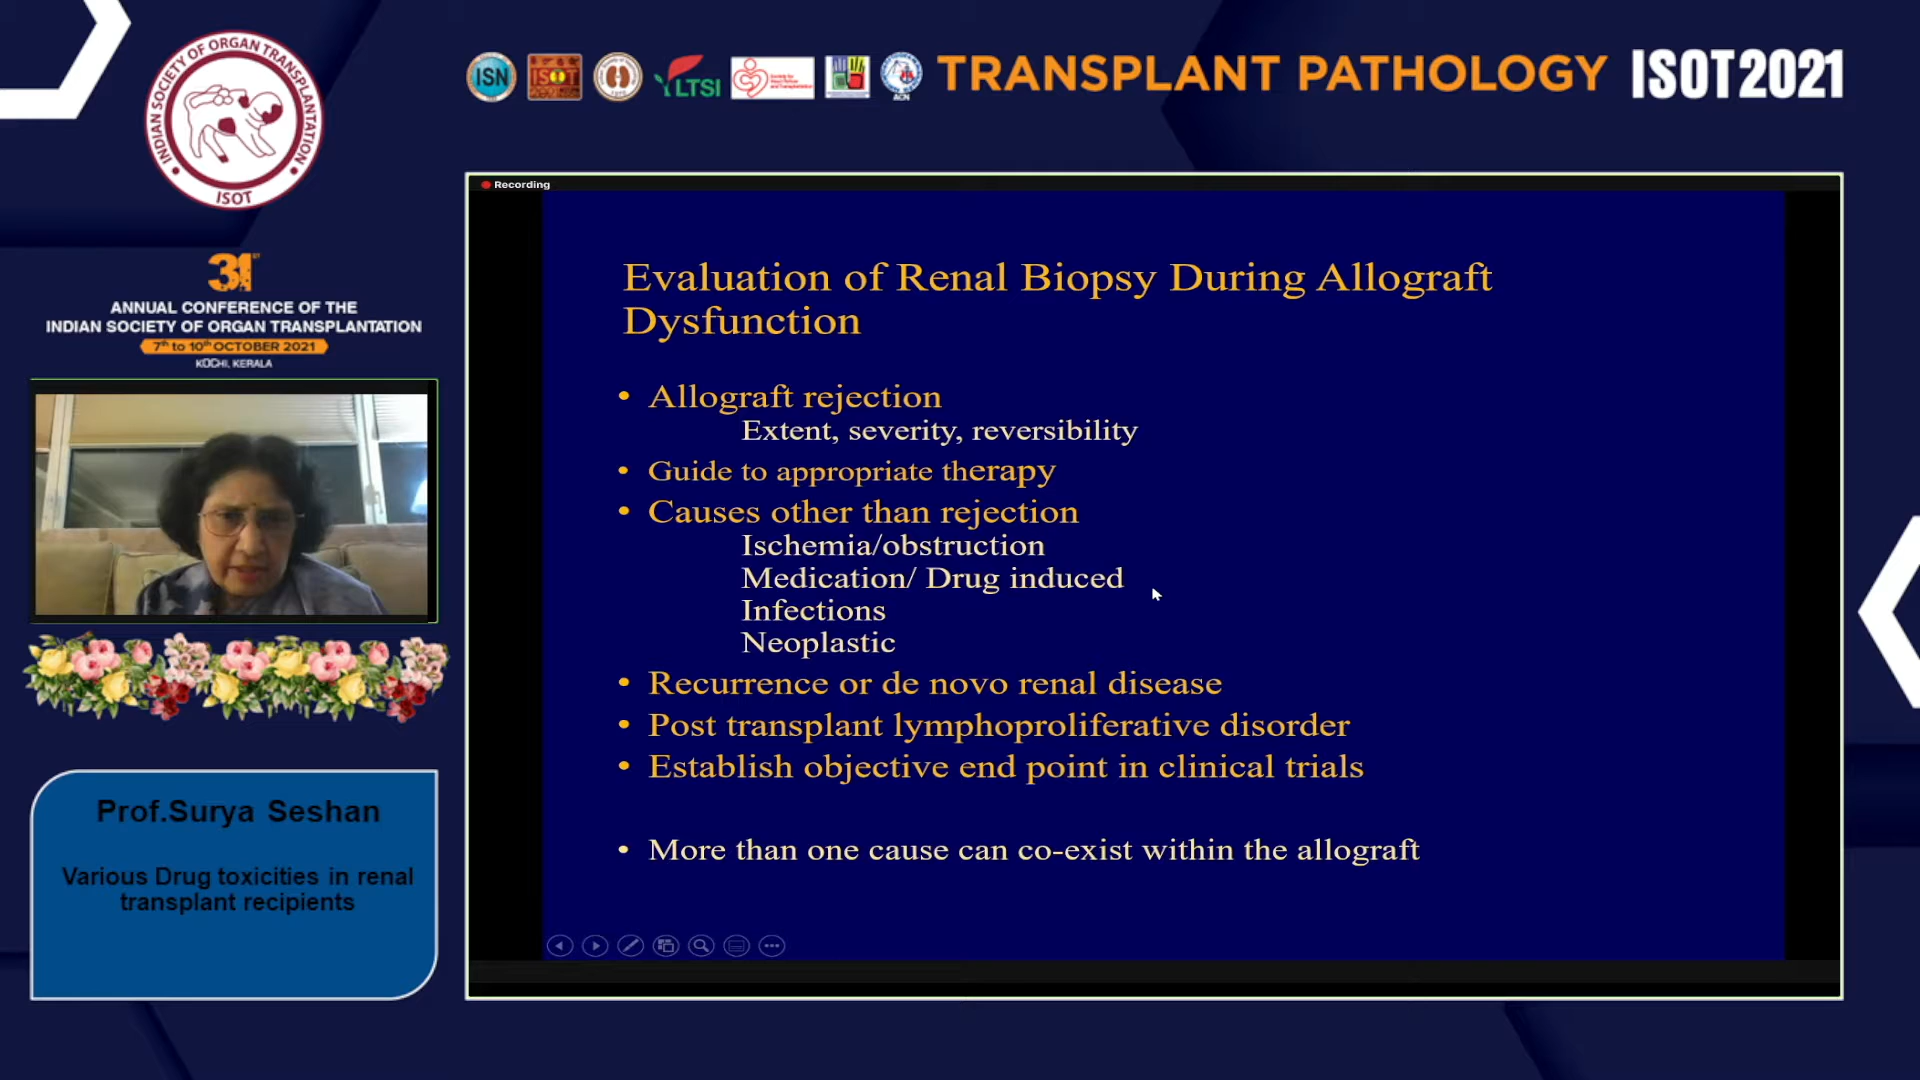 INDIAN SOCIETY OF ORGAN TRANSPLANTATION
ISOT
ISN
ISOT
LTSI
ACN
TRANSPLANT PATHOLOGY ISOT2021
31ST
ANNUAL CONFERENCE OF THE
INDIAN SOCIETY OF ORGAN TRANSPLANTATION
7th to 10th OCTOBER 2021
KOCHI, KERALA
Recording
Evaluation of Renal Biopsy During Allograft
Dysfunction
• Allograft rejection
Extent, severity, reversibility
• Guide to appropriate therapy
• Causes other than rejection
Ischemia/obstruction
Medication/ Drug induced
Infections
Neoplastic
• Recurrence or de novo renal disease
• Post transplant lymphoproliferative disorder
• Establish objective end point in clinical trials
• More than one cause can co-exist within the allograft
Prof.Surya Seshan
Various Drug toxicities in renal
transplant recipients